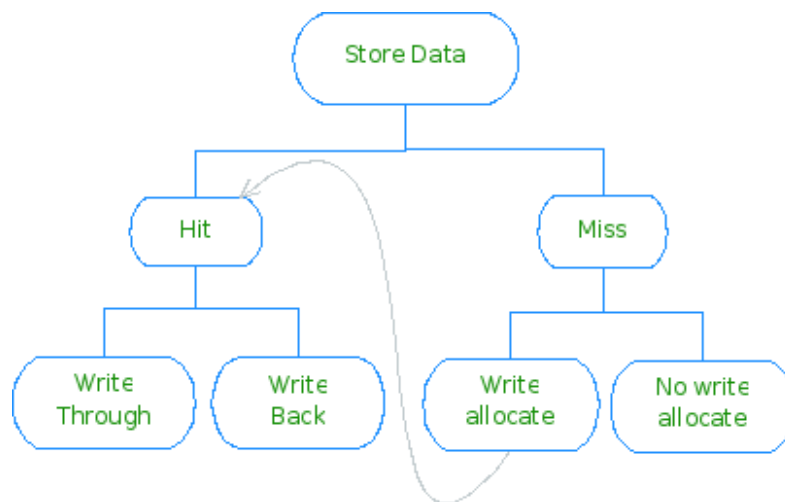 Store Data
Hit
Miss
Write
Through
Write
Back
Write
allocate
No write
allocate